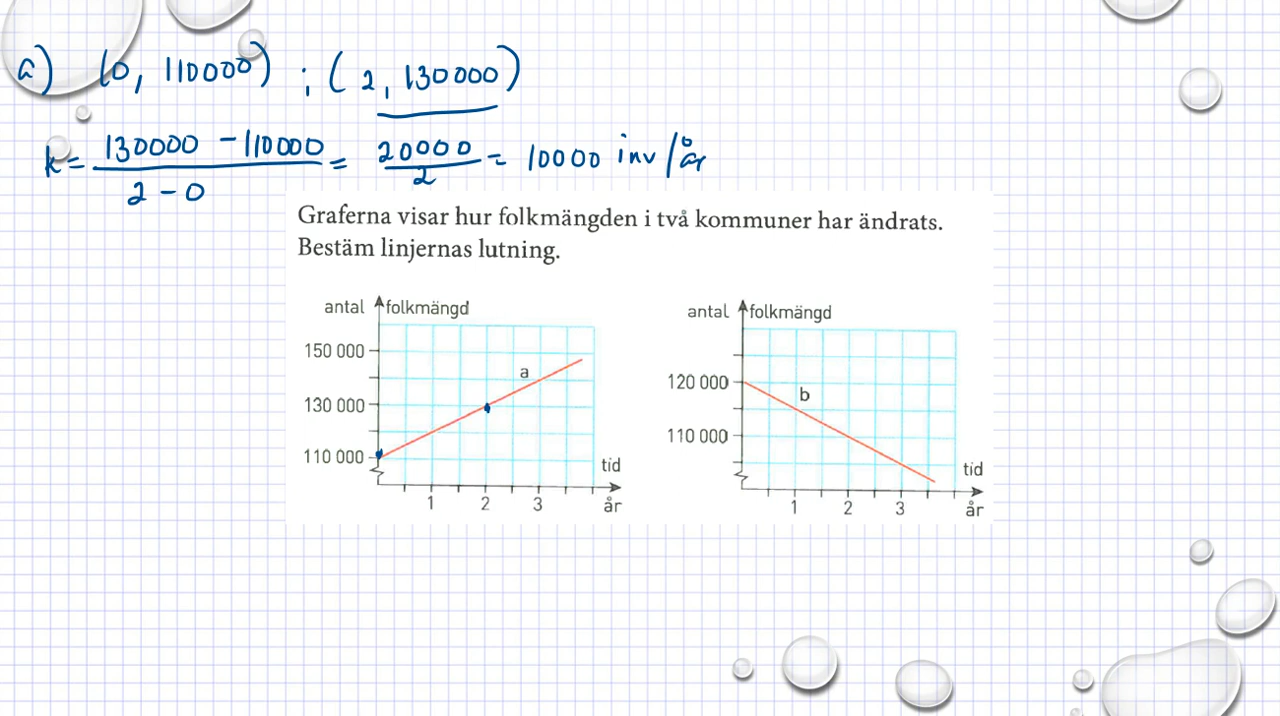 a) (0, 110000) ; (2, 130000)
k = 130000 - 110000 / 2 - 0 = 20000 / 2 = 10000 inv/år
Graferna visar hur folkmängden i två kommuner har ändrats.
Bestäm linjernas lutning.
antal folkmängd
150 000
a
130 000
110 000
tid
1 2 3 år
antal folkmängd
120 000
b
110 000
tid
1 2 3 år